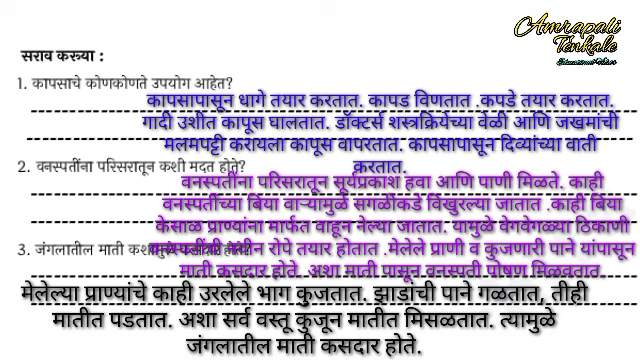 Amrapali
Tenkale
Educational Video
सराव करूया :
1. कापसाचे कोणकोणते उपयोग आहेत?
कापसापासून धागे तयार करतात. कापड विणतात .कपडे तयार करतात.
गादी उशीत कापूस घालतात. डॉक्टर्स शस्त्रक्रियेच्या वेळी आणि जखमांची
मलमपट्टी करायला कापूस वापरतात. कापसापासून दिव्यांच्या वाती
करतात.
2. वनस्पतींना परिसरातून कशी मदत होते?
वनस्पतींना परिसरातून सूर्यप्रकाश हवा आणि पाणी मिळते. काही
वनस्पतींच्या बिया वाऱ्यामुळे सगळीकडे विखुरल्या जातात .काही बिया
केसाळ प्राण्यांना मार्फत वाहून नेल्या जातात. यामुळे वेगवेगळ्या ठिकाणी
रोपे तयार होतात .मेलेले प्राणी व कुजणारी पाने यांपासून
माती कसदार होते. अशा माती पासून वनस्पती पोषण मिळवतात.
3. जंगलातील माती
मेलेल्या प्राण्यांचे काही उरलेले भाग कुजतात. झाडांची पाने गळतात, तीही
मातीत पडतात. अशा सर्व वस्तू कुजून मातीत मिसळतात. त्यामुळे
जंगलातील माती कसदार होते.